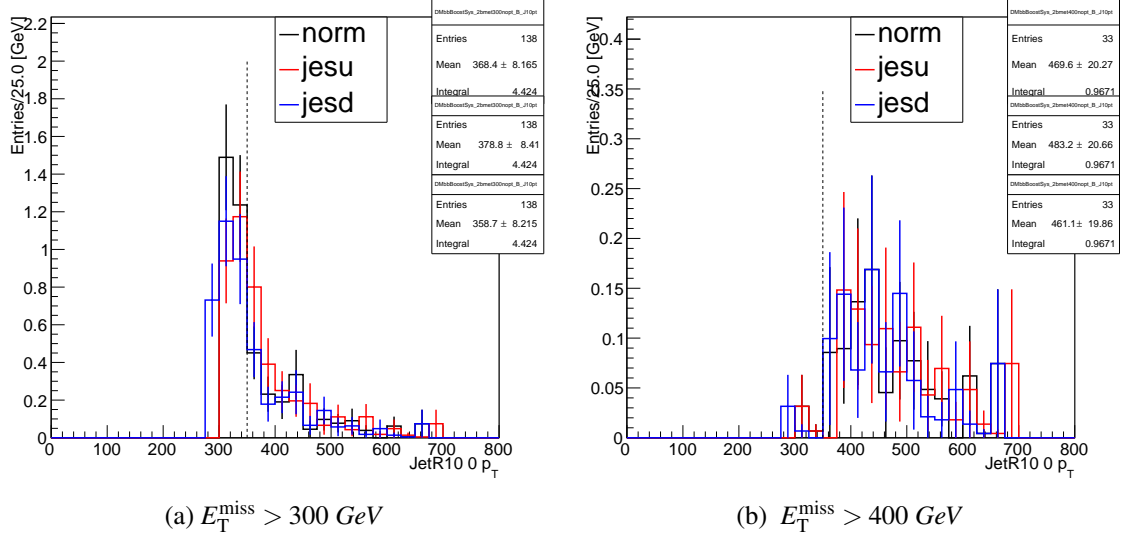 Entries/25.0 [GeV]
2.2
2
1.8
1.6
1.4
1.2
1
0.8
0.6
0.4
0.2
0
0 100 200 300 400 500 600 700 800
JetR10 0 p_T
norm
jesu
jesd
DMbbBoostSys_2bmet300nopt_B_J10pt
Entries 138
Mean 368.4 ± 8.165
Integral 4.424
DMbbBoostSys_2bmet300nopt_B_J10pt
Entries 138
Mean 378.8 ± 8.41
Integral 4.424
DMbbBoostSys_2bmet300nopt_B_J10pt
Entries 138
Mean 358.7 ± 8.215
Integral 4.424
(a) E_T^miss > 300 GeV
Entries/25.0 [GeV]
0.4
0.35
0.3
0.25
0.2
0.15
0.1
0.05
0
0 100 200 300 400 500 600 700 800
JetR10 0 p_T
norm
jesu
jesd
DMbbBoostSys_2bmet400nopt_B_J10pt
Entries 33
Mean 469.6 ± 20.27
Integral 0.9671
DMbbBoostSys_2bmet400nopt_B_J10pt
Entries 33
Mean 483.2 ± 20.66
Integral 0.9671
DMbbBoostSys_2bmet400nopt_B_J10pt
Entries 33
Mean 461.1 ± 19.86
Integral 0.9671
(b) E_T^miss > 400 GeV